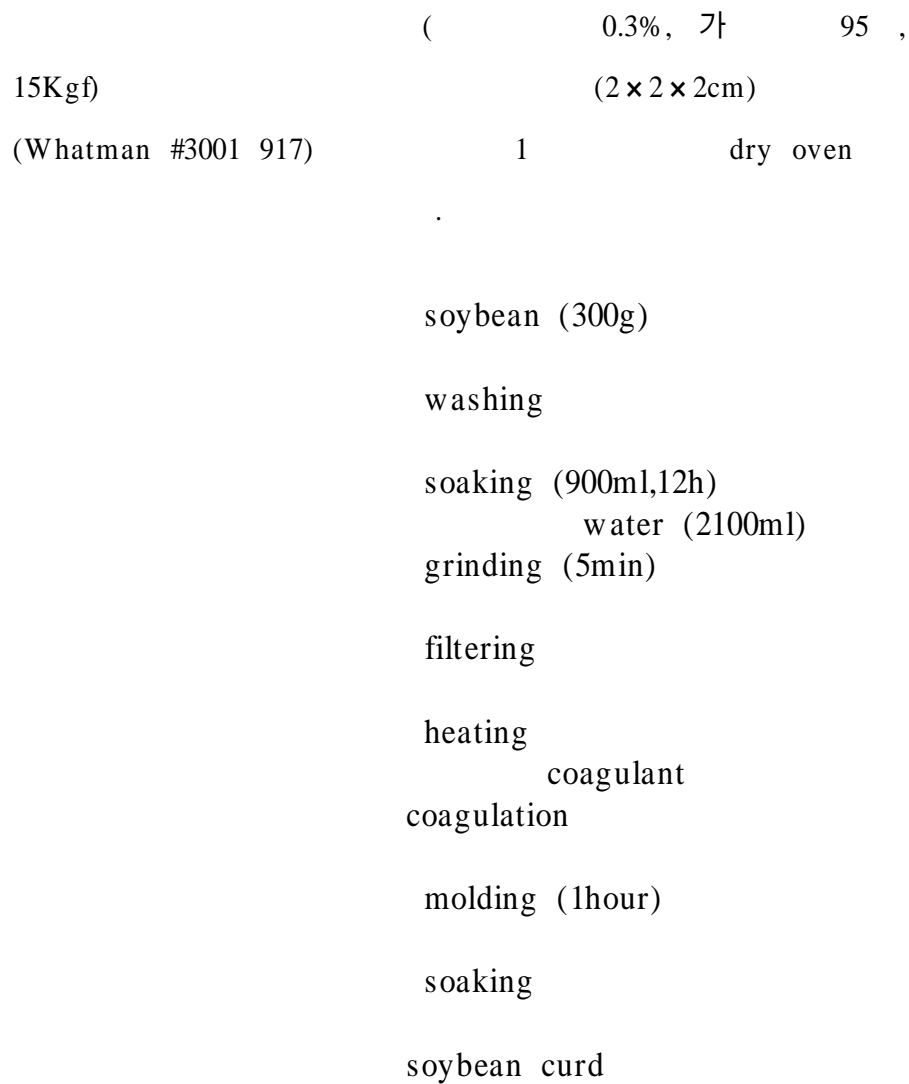 ( 0.3%, 가 95 ,
15Kgf) (2×2×2cm)
(Whatman #3001 917) 1 dry oven
.
soybean (300g)
washing
soaking (900ml,12h)
water (2100ml)
grinding (5min)
filtering
heating
coagulant
coagulation
molding (1hour)
soaking
soybean curd